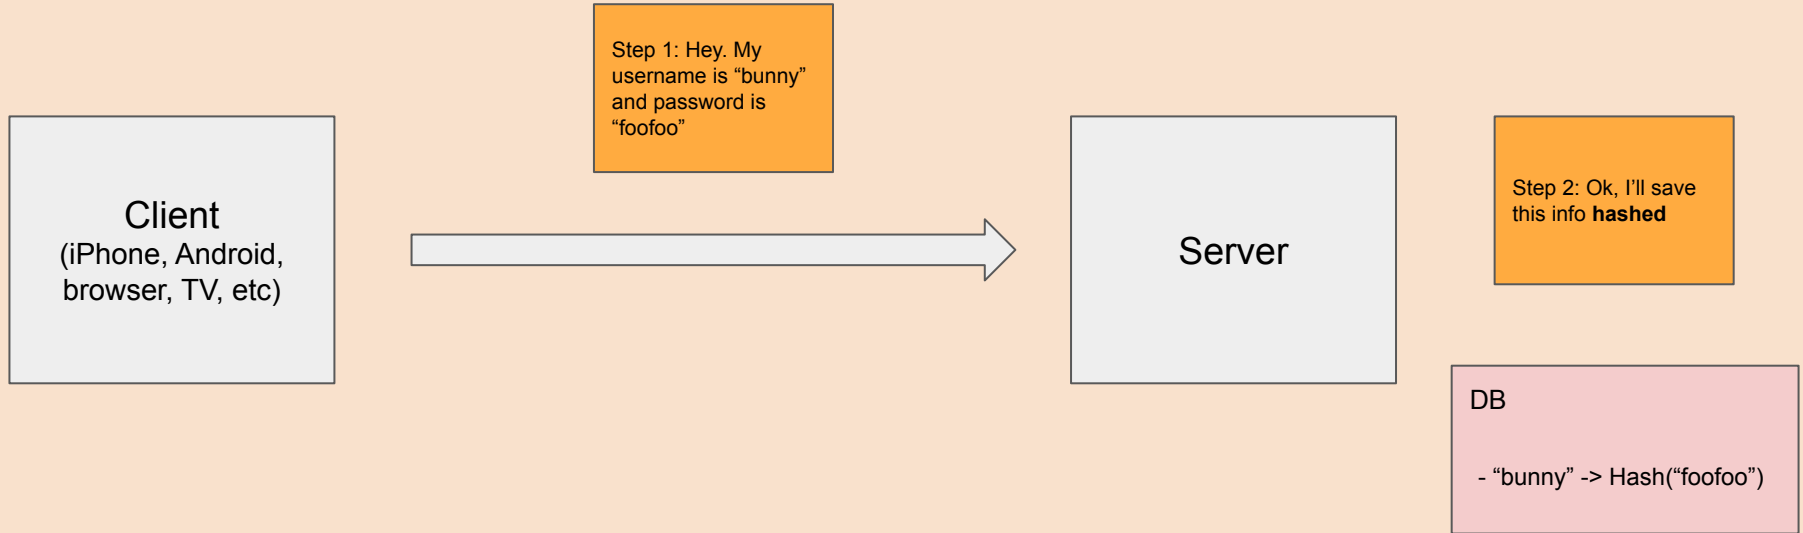 Step 1: Hey. My
username is “bunny”
and password is
“foofoo”
Client
(iPhone, Android,
browser, TV, etc)
Server
Step 2: Ok, I’ll save
this info hashed
DB
- “bunny” -> Hash(“foofoo”)